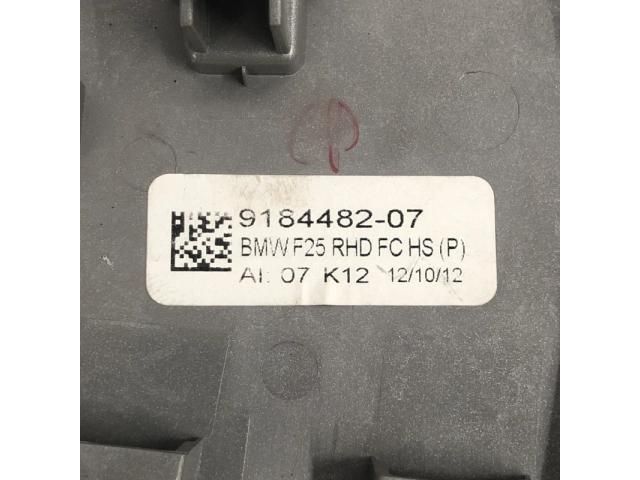 9184482-07
BMW F25 RHD FC HS (P)
AI: 07 K12 12/10/12